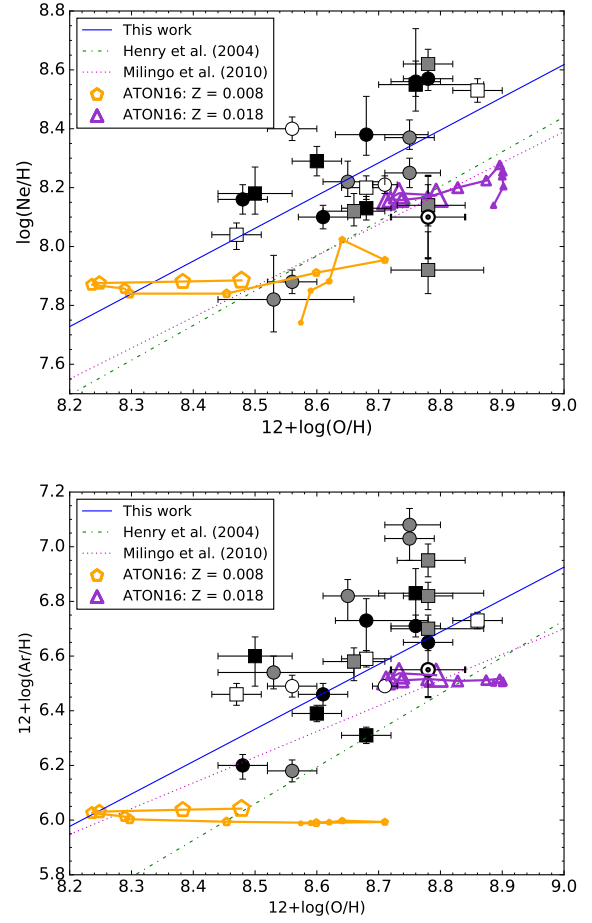 8.8
8.6
8.4
8.2
8.0
7.8
7.6
log(Ne/H)
This work
Henry et al. (2004)
Milingo et al. (2010)
ATON16: Z = 0.008
ATON16: Z = 0.018
8.2 8.3 8.4 8.5 8.6 8.7 8.8 8.9 9.0
12+log(O/H)
7.2
7.0
6.8
6.6
6.4
6.2
6.0
5.8
12+log(Ar/H)
This work
Henry et al. (2004)
Milingo et al. (2010)
ATON16: Z = 0.008
ATON16: Z = 0.018
8.2 8.3 8.4 8.5 8.6 8.7 8.8 8.9 9.0
12+log(O/H)